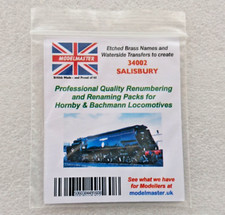 MODELMASTER
Etched Brass Names and
Waterside Transfers to create
34002
SALISBURY
Professional Quality Renumbering
and Renaming Packs for
Hornby & Bachmann Locomotives
See what we have
for Modellers at
modelmaster.uk